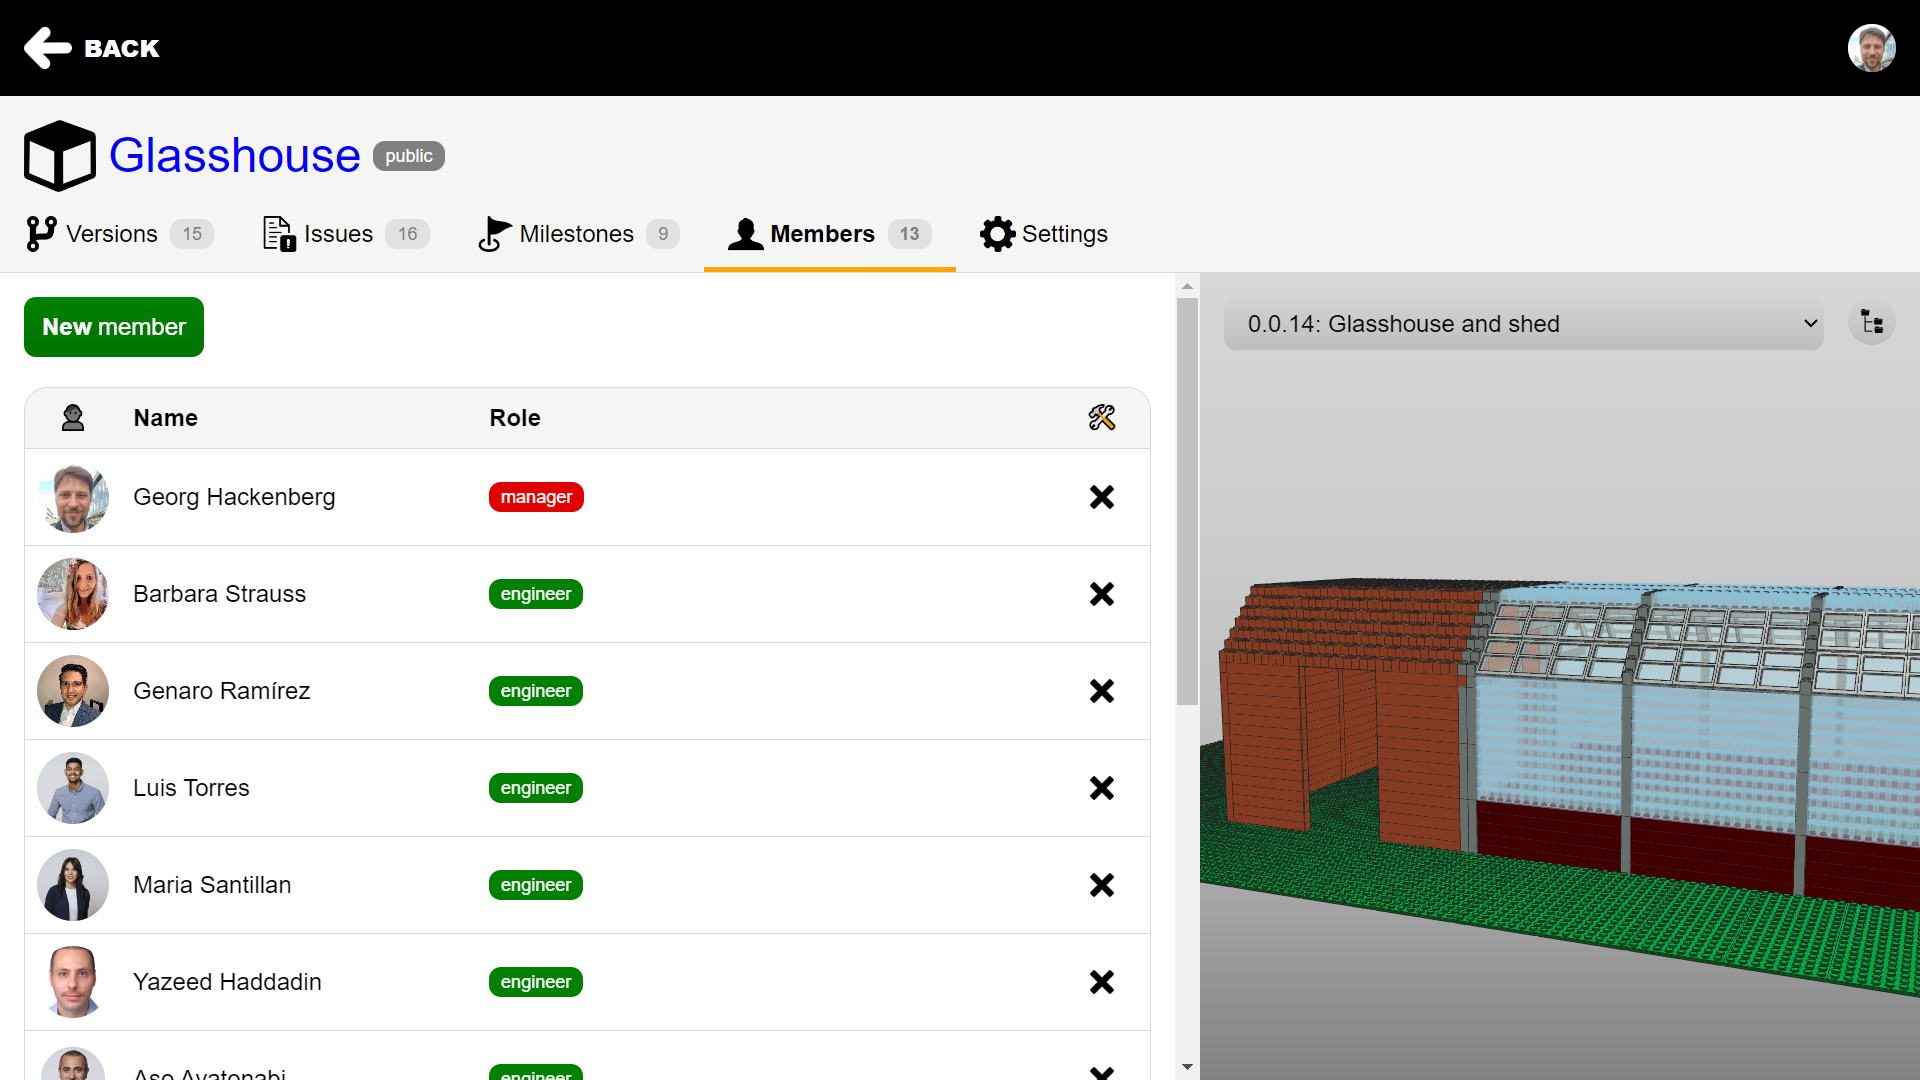 BACK
Glasshouse public
Versions 15 Issues 16 Milestones 9 Members 13 Settings
New member
0.0.14: Glasshouse and shed
Name Role
Georg Hackenberg manager
Barbara Strauss engineer
Genaro Ramírez engineer
Luis Torres engineer
Maria Santillan engineer
Yazeed Haddadin engineer
Aso Ayatonabi engineer